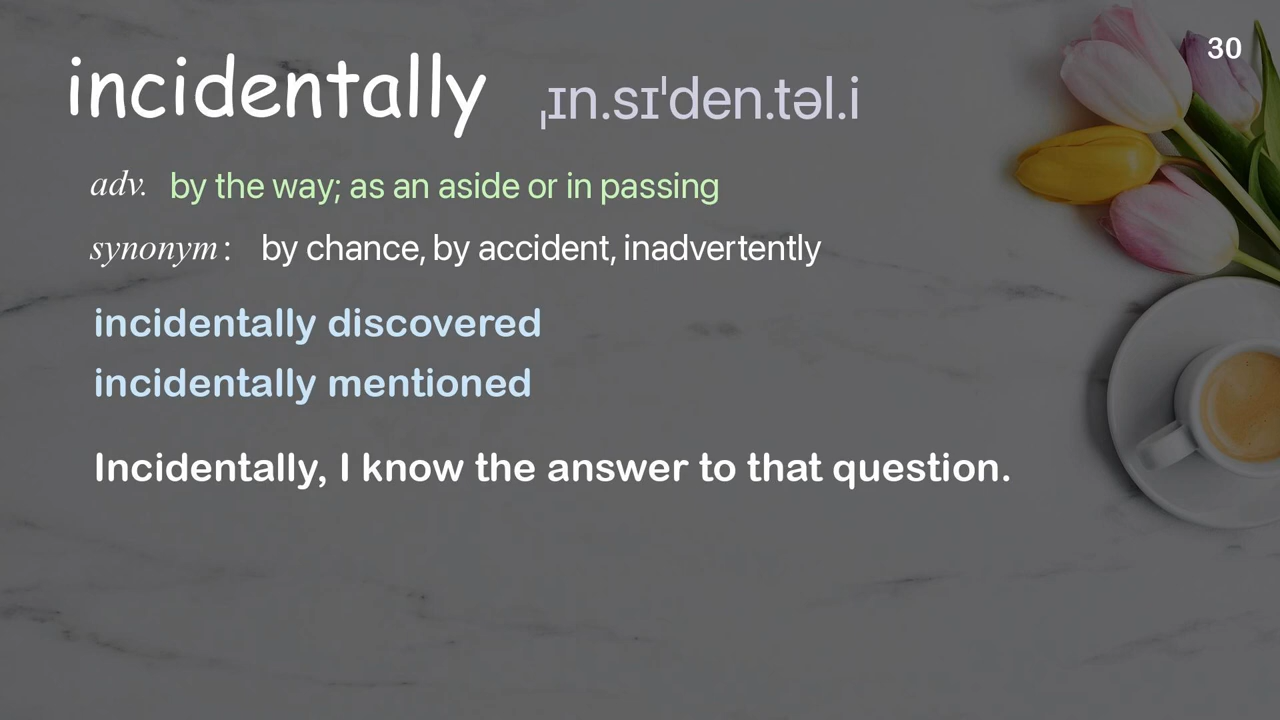 30
incidentally ˌɪn.sɪˈden.təl.i
adv. by the way; as an aside or in passing
synonym : by chance, by accident, inadvertently
incidentally discovered
incidentally mentioned
Incidentally, I know the answer to that question.